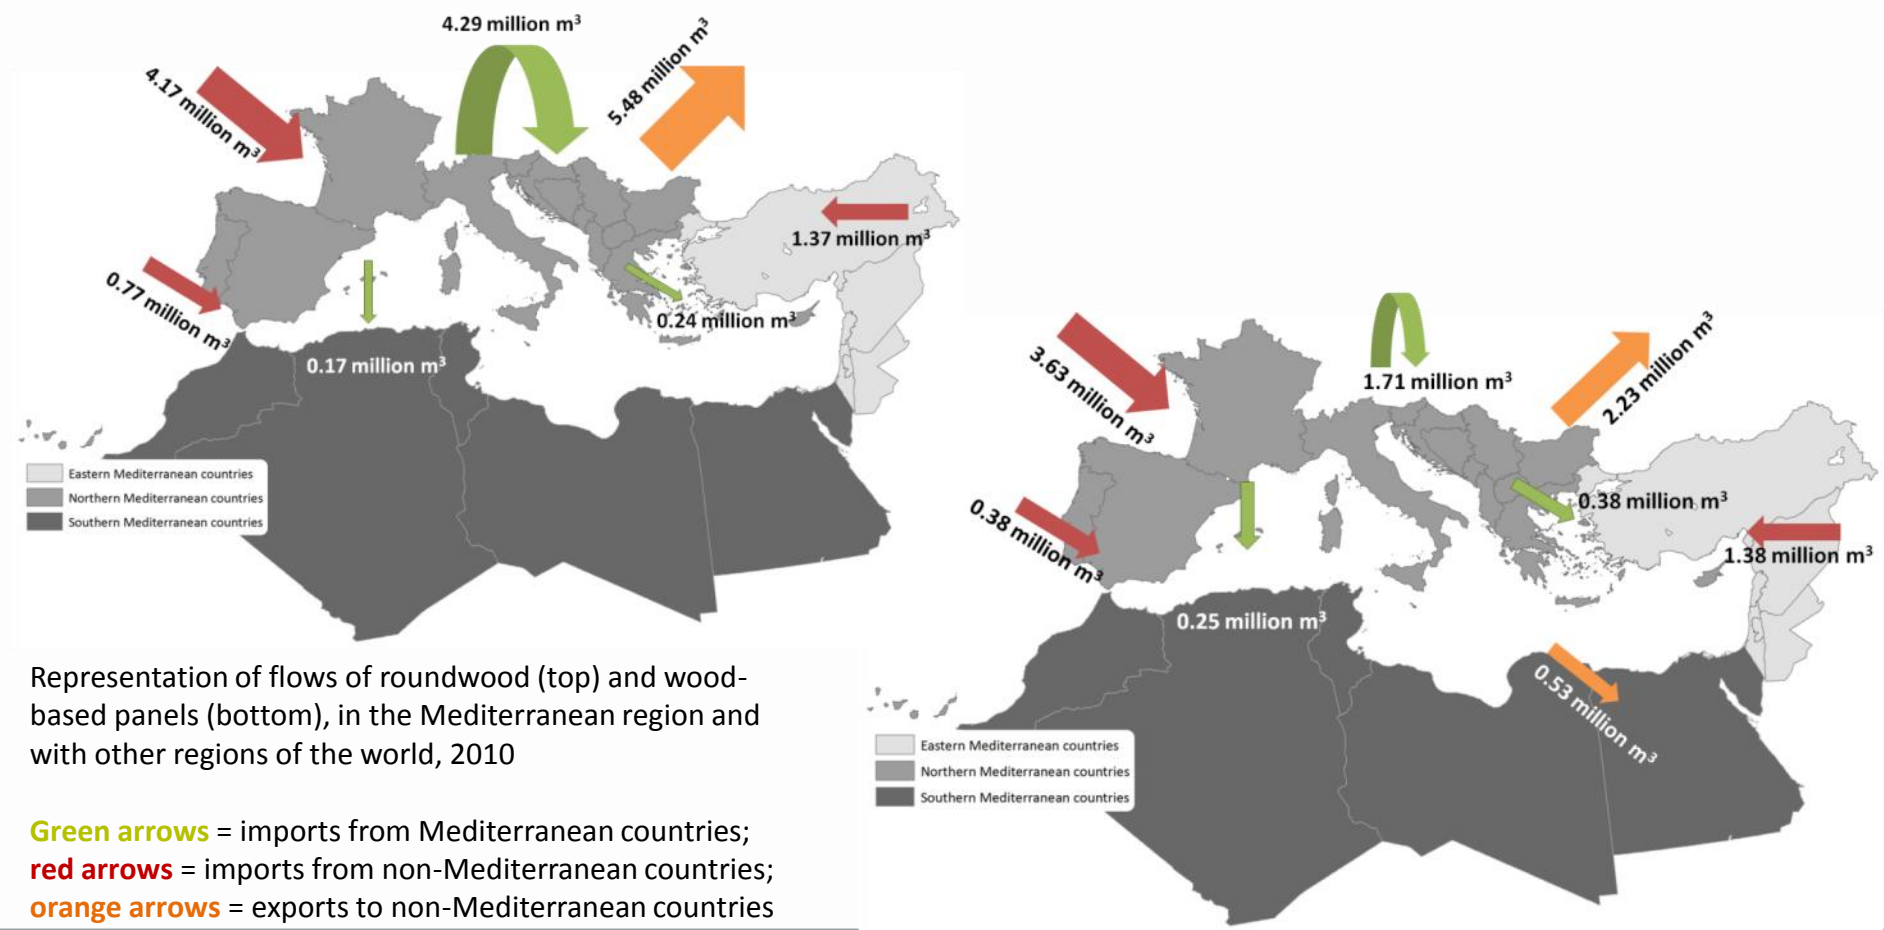 4.29 million m³
4.17 million m³
5.48 million m³
1.37 million m³
0.77 million m³
0.24 million m³
0.17 million m³
Eastern Mediterranean countries
Northern Mediterranean countries
Southern Mediterranean countries
3.63 million m³
1.71 million m³
2.23 million m³
0.38 million m³
0.38 million m³
1.38 million m³
0.25 million m³
0.53 million m³
Eastern Mediterranean countries
Northern Mediterranean countries
Southern Mediterranean countries
Representation of flows of roundwood (top) and wood-
based panels (bottom), in the Mediterranean region and
with other regions of the world, 2010
Green arrows = imports from Mediterranean countries;
red arrows = imports from non-Mediterranean countries;
orange arrows = exports to non-Mediterranean countries